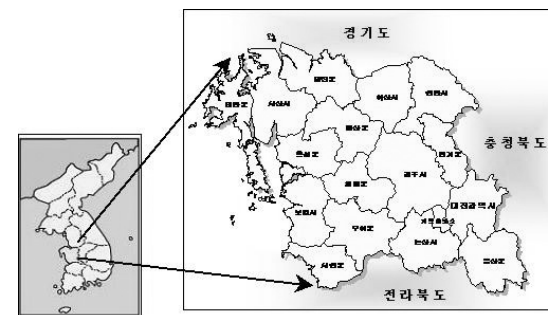 경기도
당진군
태안군
서산시
아산시
천안시
예산군
충청북도
홍성군
연기군
공주시
청양군
대전광역시
보령시
부여군
논산시
서천군
금산군
전라북도